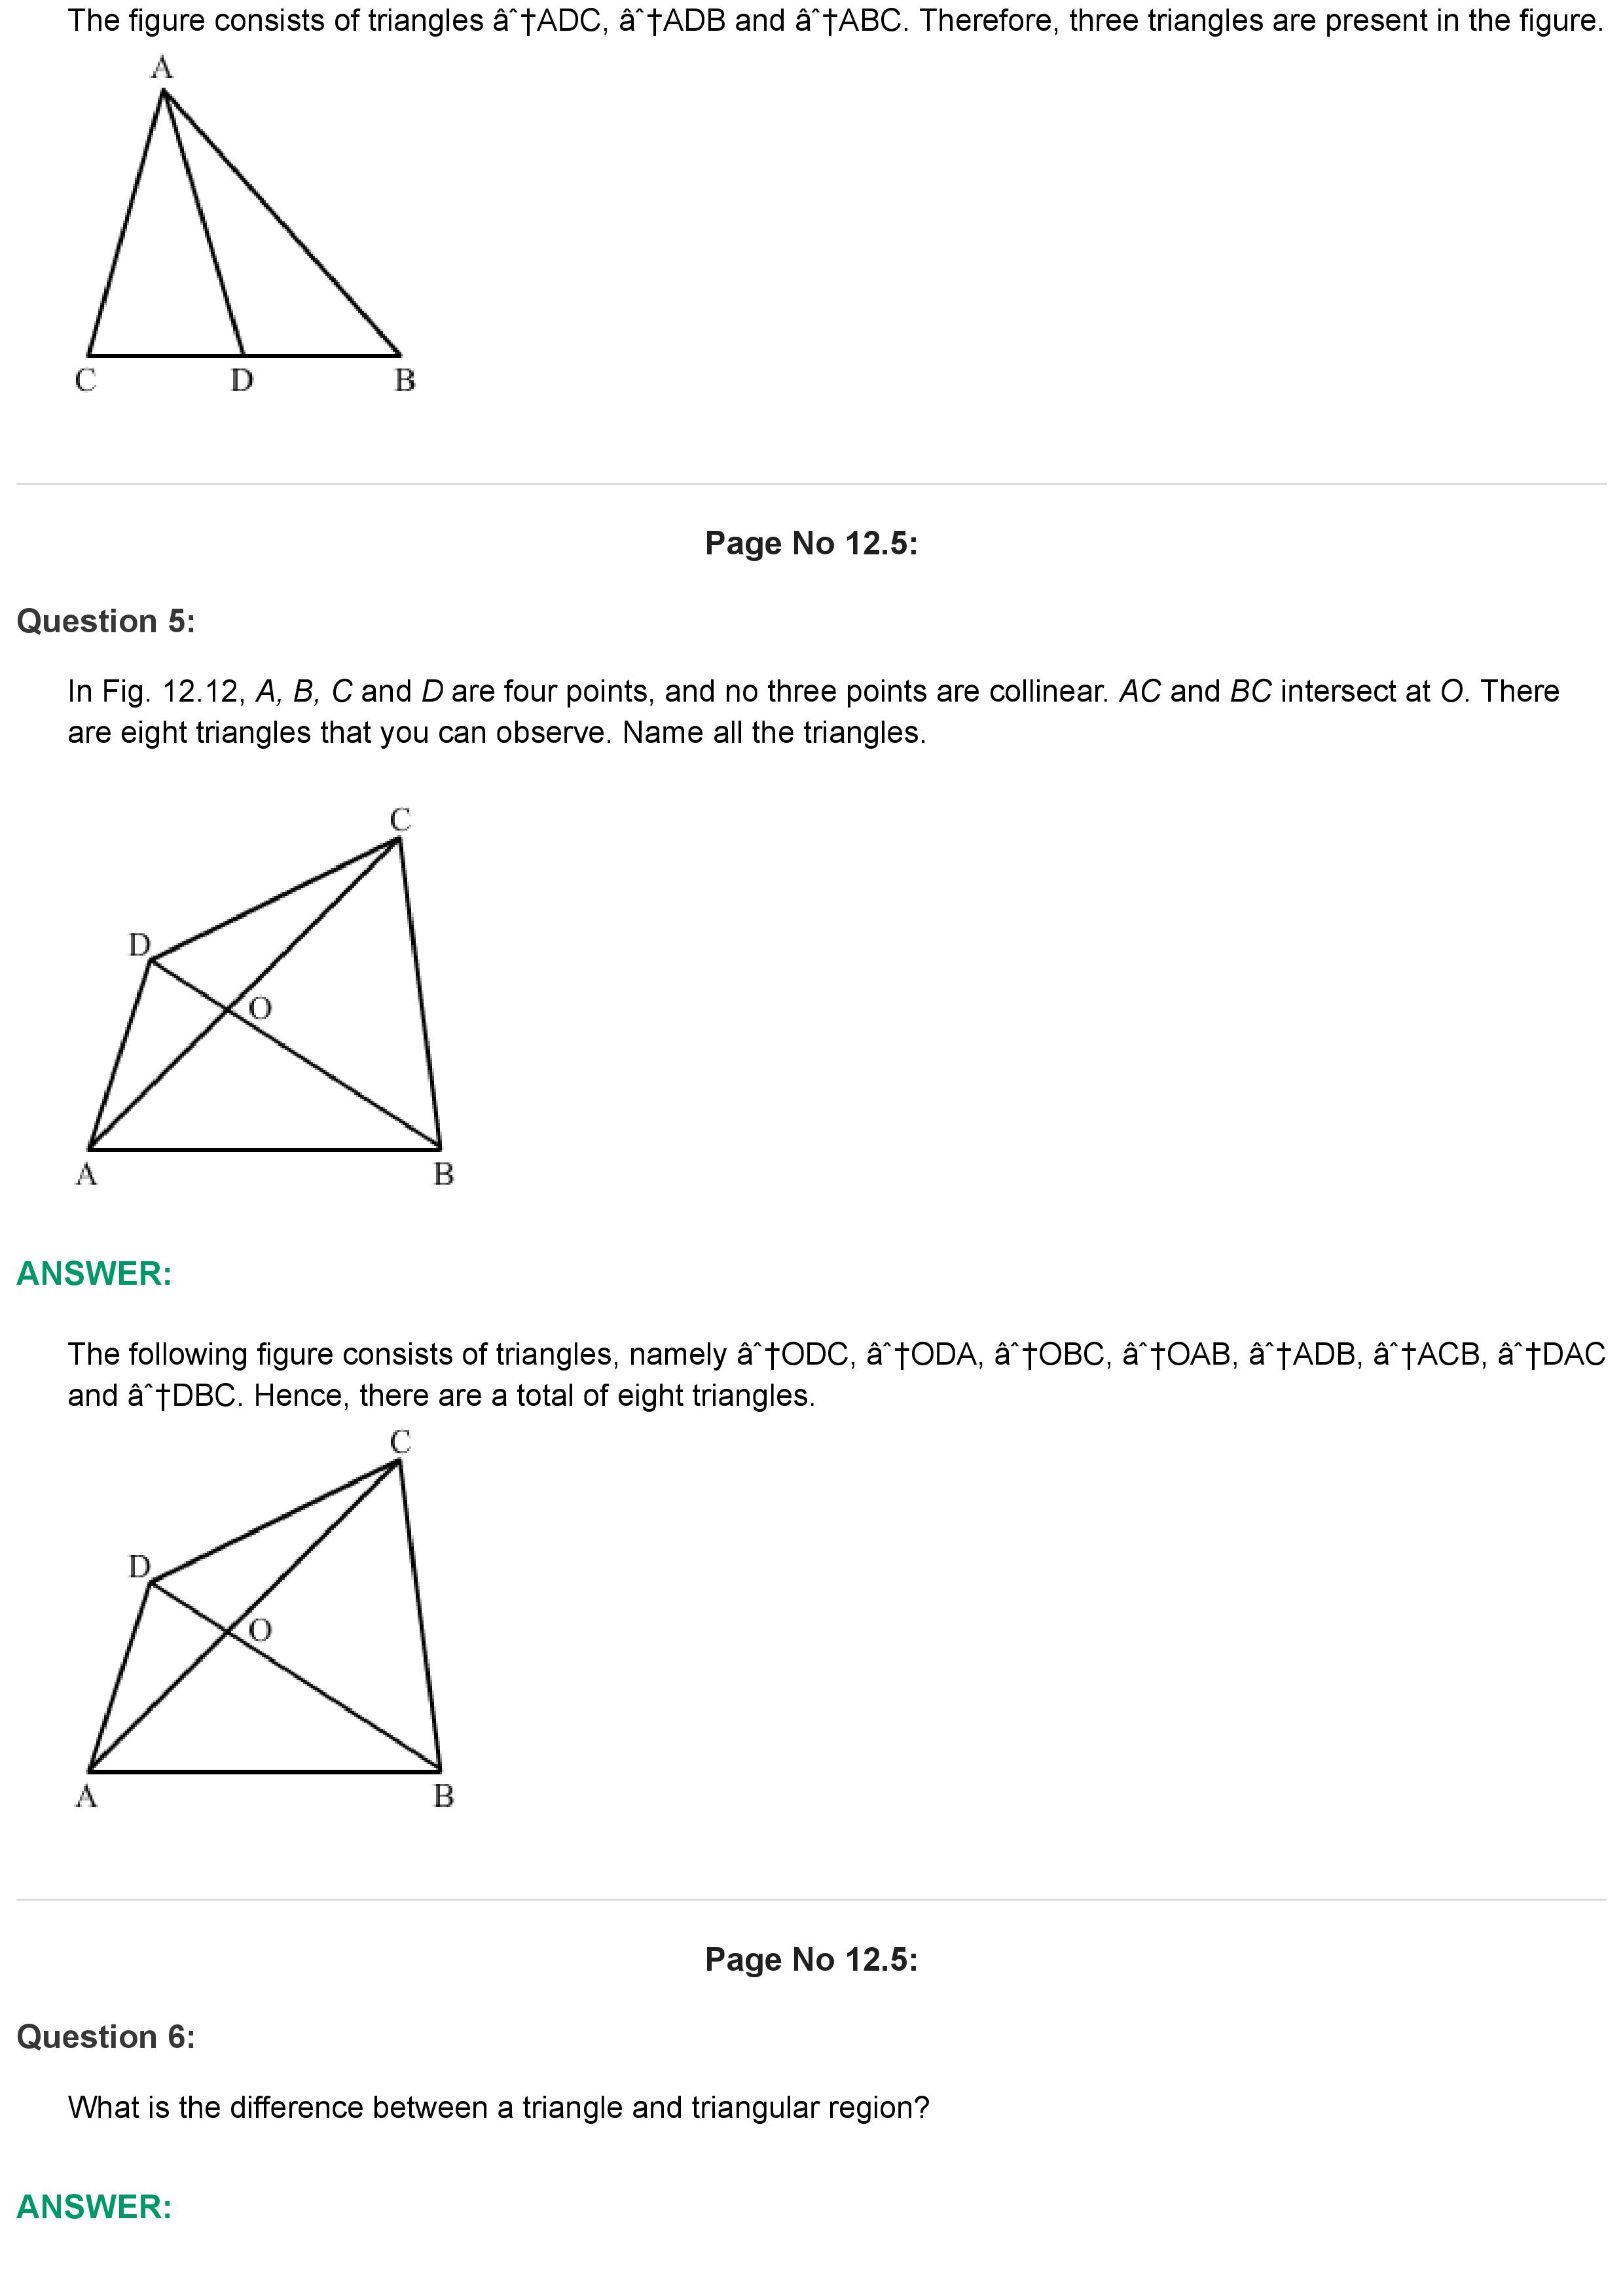 The figure consists of triangles âˆ†ADC, âˆ†ADB and âˆ†ABC. Therefore, three triangles are present in the figure.
A
C D B
Page No 12.5:
Question 5:
In Fig. 12.12, A, B, C and D are four points, and no three points are collinear. AC and BC intersect at O. There
are eight triangles that you can observe. Name all the triangles.
C
D
O
A B
ANSWER:
The following figure consists of triangles, namely âˆ†ODC, âˆ†ODA, âˆ†OBC, âˆ†OAB, âˆ†ADB, âˆ†ACB, âˆ†DAC
and âˆ†DBC. Hence, there are a total of eight triangles.
C
D
O
A B
Page No 12.5:
Question 6:
What is the difference between a triangle and triangular region?
ANSWER: